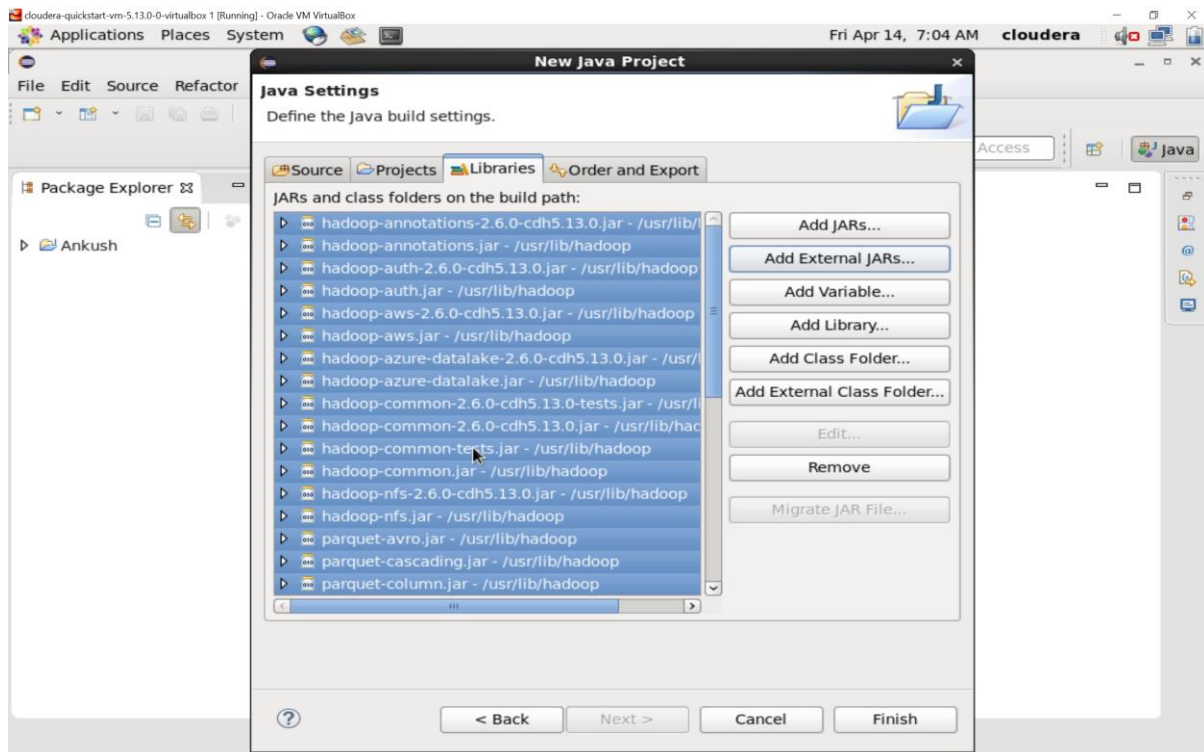 cloudera-quickstart-vm-5.13.0-0-virtualbox 1 [Running] - Oracle VM VirtualBox
Applications Places System Fri Apr 14, 7:04 AM cloudera
New Java Project
File Edit Source Refactor
Java Settings
Define the Java build settings.
Access Java
Source Projects Libraries Order and Export
Package Explorer
JARs and class folders on the build path:
Ankush
hadoop-annotations-2.6.0-cdh5.13.0.jar - /usr/lib/
hadoop-annotations.jar - /usr/lib/hadoop
hadoop-auth-2.6.0-cdh5.13.0.jar - /usr/lib/hadoop
hadoop-auth.jar - /usr/lib/hadoop
hadoop-aws-2.6.0-cdh5.13.0.jar - /usr/lib/hadoop
hadoop-aws.jar - /usr/lib/hadoop
hadoop-azure-datalake-2.6.0-cdh5.13.0.jar - /usr/
hadoop-azure-datalake.jar - /usr/lib/hadoop
hadoop-common-2.6.0-cdh5.13.0-tests.jar - /usr/li
hadoop-common-2.6.0-cdh5.13.0.jar - /usr/lib/hac
hadoop-common-tests.jar - /usr/lib/hadoop
hadoop-common.jar - /usr/lib/hadoop
hadoop-nfs-2.6.0-cdh5.13.0.jar - /usr/lib/hadoop
hadoop-nfs.jar - /usr/lib/hadoop
parquet-avro.jar - /usr/lib/hadoop
parquet-cascading.jar - /usr/lib/hadoop
parquet-column.jar - /usr/lib/hadoop
Add JARs...
Add External JARs...
Add Variable...
Add Library...
Add Class Folder...
Add External Class Folder...
Edit...
Remove
Migrate JAR File...
? < Back Next > Cancel Finish